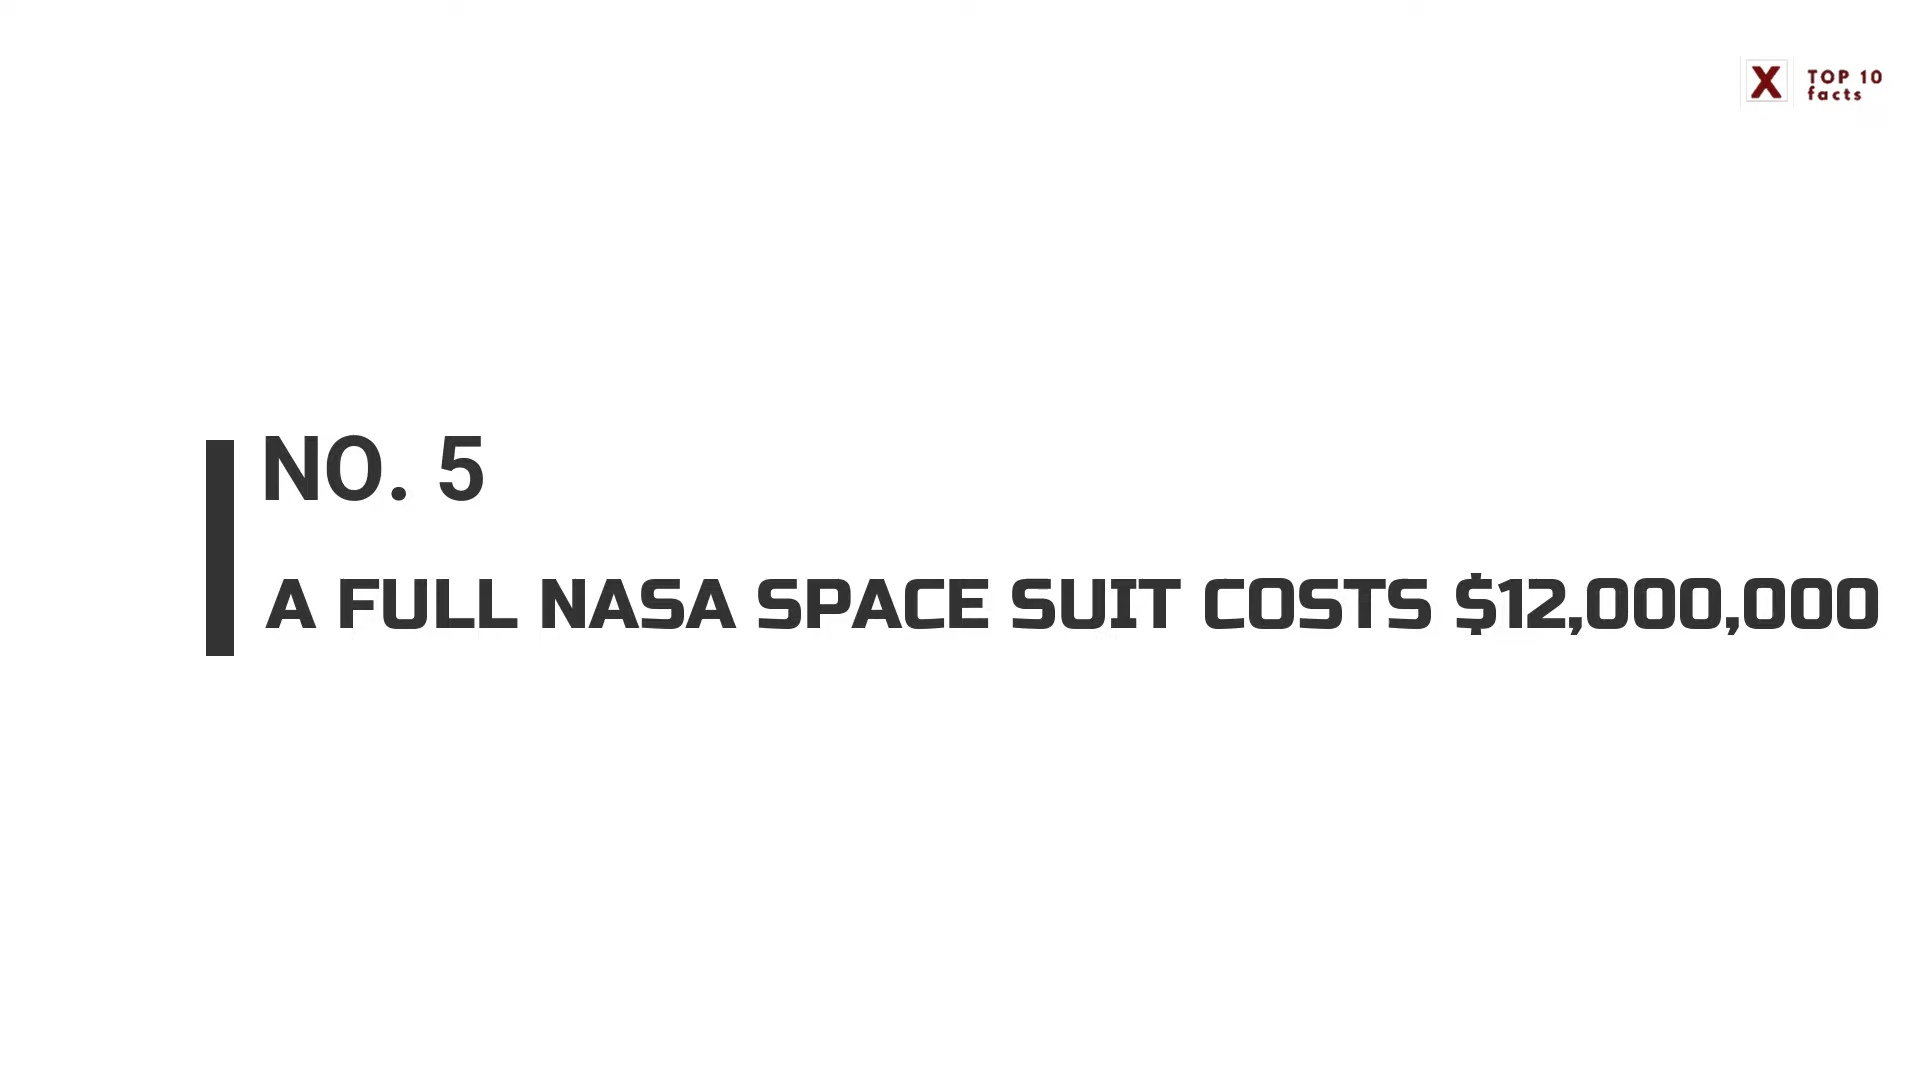 X
TOP 10
facts
NO. 5
A FULL NASA SPACE SUIT COSTS $12,000,000